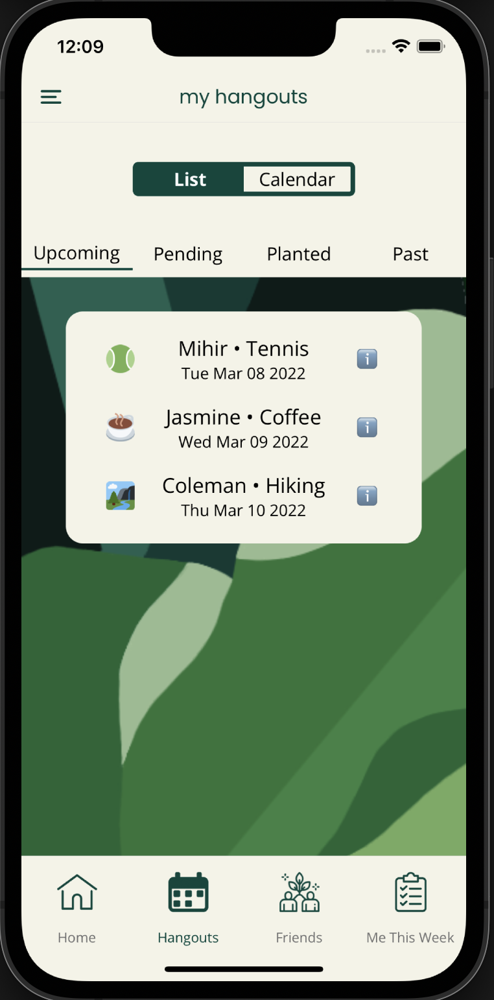 12:09
my hangouts
List Calendar
Upcoming Pending Planted Past
Mihir • Tennis
Tue Mar 08 2022
Jasmine • Coffee
Wed Mar 09 2022
Coleman • Hiking
Thu Mar 10 2022
Home Hangouts Friends Me This Week